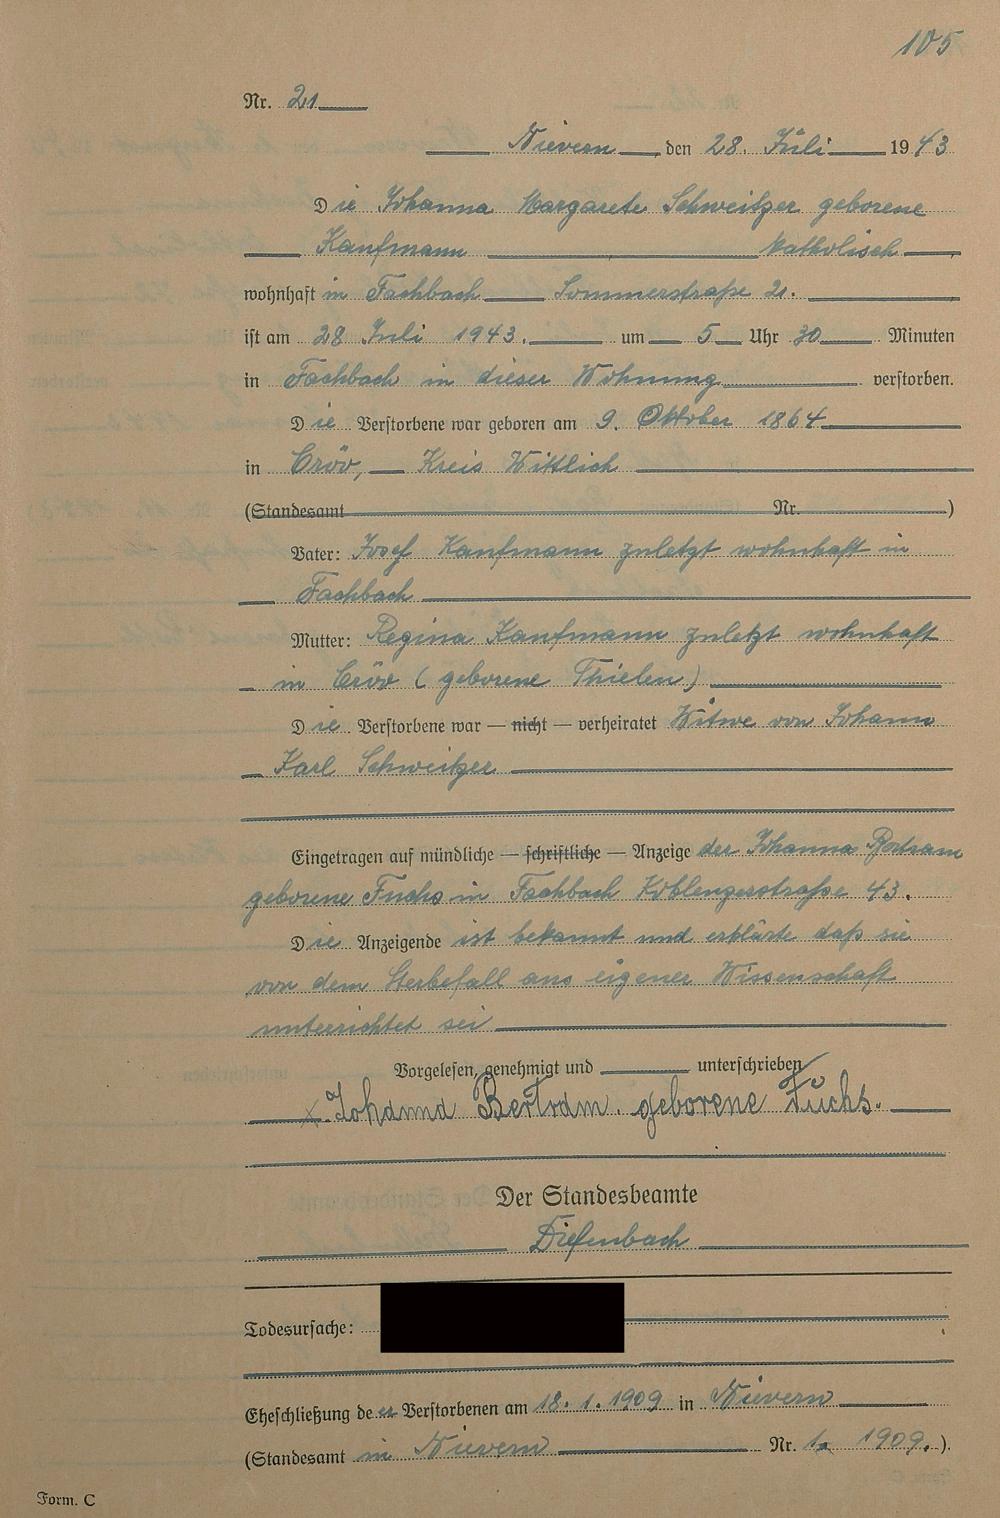 105
Nr. 21
Nievern, den 28. Juli 1943
Die Johanna Margarete Schweitzer geborene
Kaufmann katholisch
wohnhaft in Fachbach Sommerstraße 21.
ist am 28 Juli 1943. um 5 Uhr 30 Minuten
in Fachbach in dieser Wohnung verstorben.
Die Verstorbene war geboren am 9. Oktober 1864
in Cröv, Kreis Wittlich
(Standesamt Nr. )
Vater: Josef Kaufmann zuletzt wohnhaft in
Fachbach
Mutter: Regina Kaufmann zuletzt wohnhaft
in Cröv (geborene Thielen)
Die Verstorbene war — nicht — verheiratet Witwe von Johann
Karl Schweitzer
Eingetragen auf mündliche — schriftliche — Anzeige der Johanna Bertram
geborene Fuchs in Fachbach Koblenzerstraße 43.
Die Anzeigende ist bekannt und erklärte daß sie
von dem Sterbefall aus eigener Wissenschaft
unterrichtet sei
Vorgelesen, genehmigt und unterschrieben
x. Johanna Bertram. geborene Fuchs.
Der Standesbeamte
Diefenbach
Todesursache:
Eheschließung der Verstorbenen am 18. 1. 1909 in Nievern
(Standesamt in Nievern Nr. 1 1909.).
Form. C